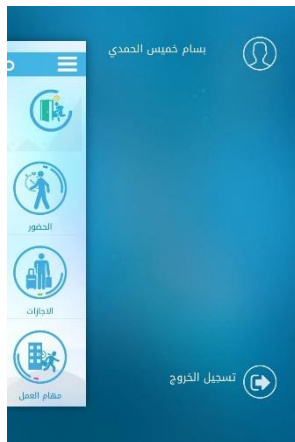 بسام خميس الحمدي
الحضور
الاجازات
تسجيل الخروج
مهام العمل